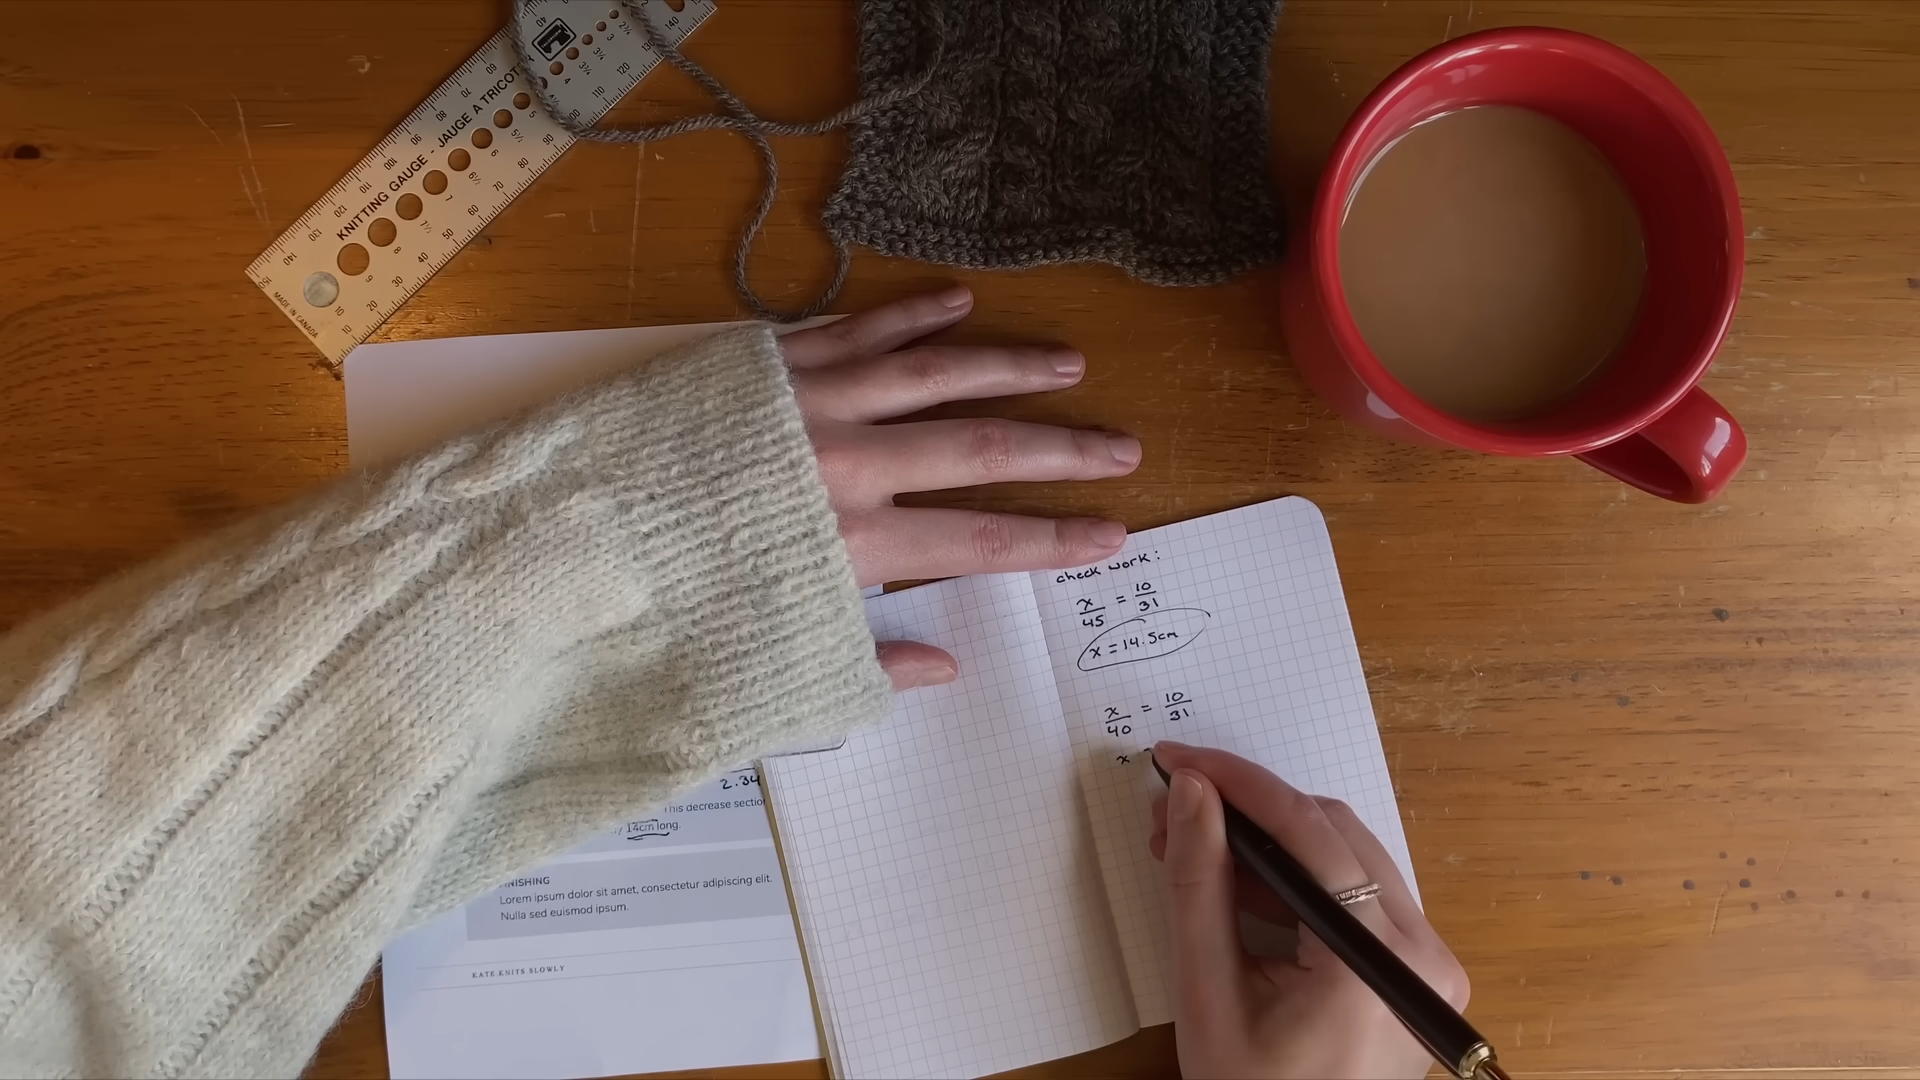 KNITTING GAUGE - JAUGE A TRICOT
MADE IN CANADA
check work:
x/45 = 10/31
x = 14.5cm
x/40 = 10/31
x
2.34
This decrease section
14cm long.
FINISHING
Lorem ipsum dolor sit amet, consectetur adipiscing elit.
Nulla sed euismod ipsum.
KATE KNITS SLOWLY